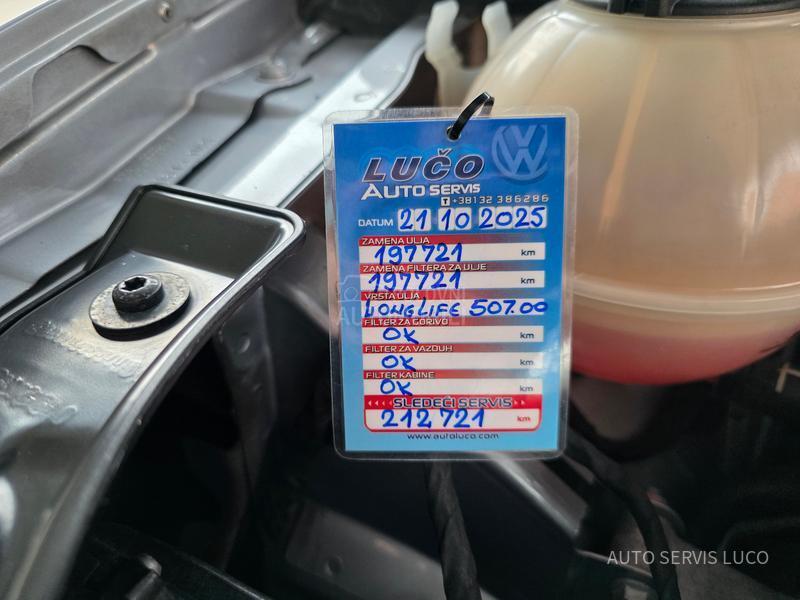 LUČO
AUTO SERVIS
T +38132 386286
DATUM 21 10 2025
ZAMENA ULJA
197721 km
ZAMENA FILTERA ZA ULJE
197721 km
VRSTA ULJA
LONGLIFE 507.00
FILTER ZA GORIVO
OK km
FILTER ZA VAZDUH
OK km
FILTER KABINE
OK km
SLEDEĆI SERVIS
212721 km
www.autoluco.com
AUTO SERVIS LUCO